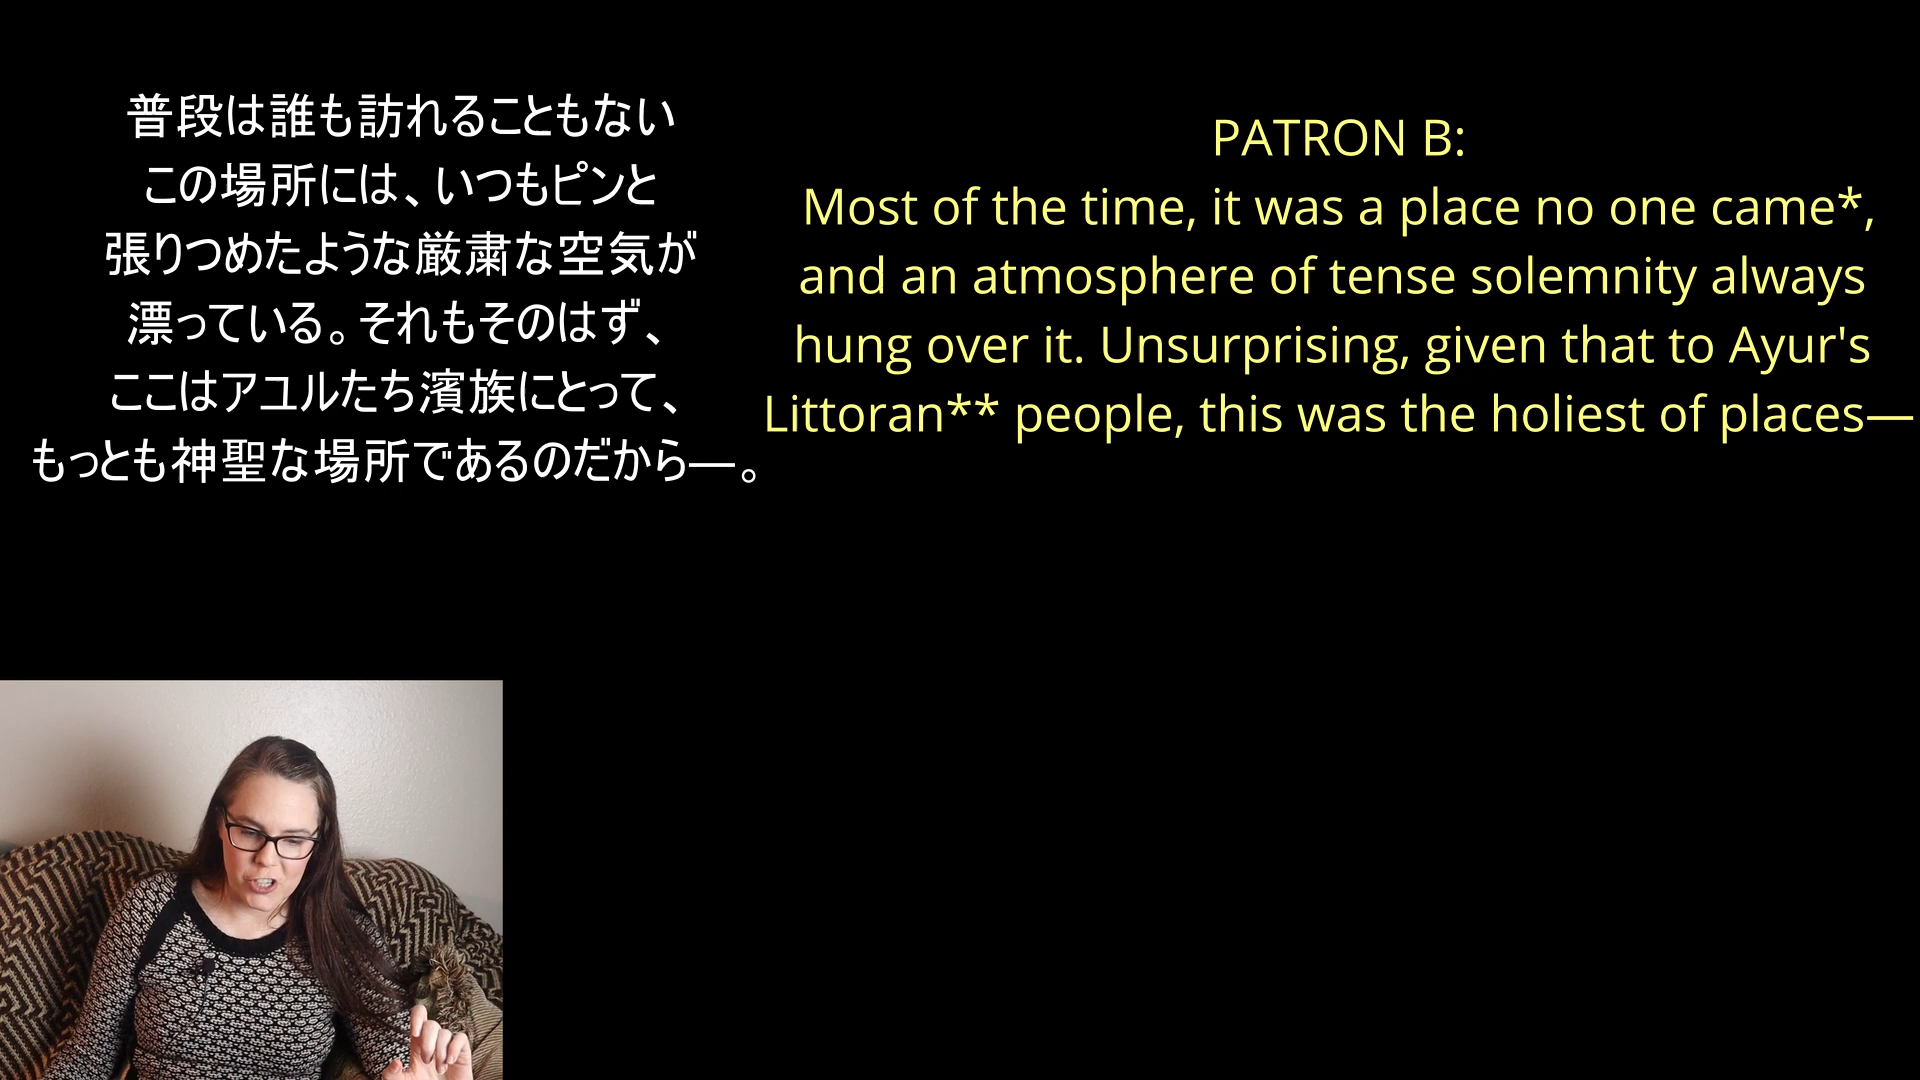 普段は誰も訪れることもない
この場所には、いつもピンと
張りつめたような厳粛な空気が
漂っている。それもそのはず、
ここはアユルたち濱族にとって、
もっとも神聖な場所であるのだから―。
PATRON B:
Most of the time, it was a place no one came*,
and an atmosphere of tense solemnity always
hung over it. Unsurprising, given that to Ayur's
Littoran** people, this was the holiest of places—